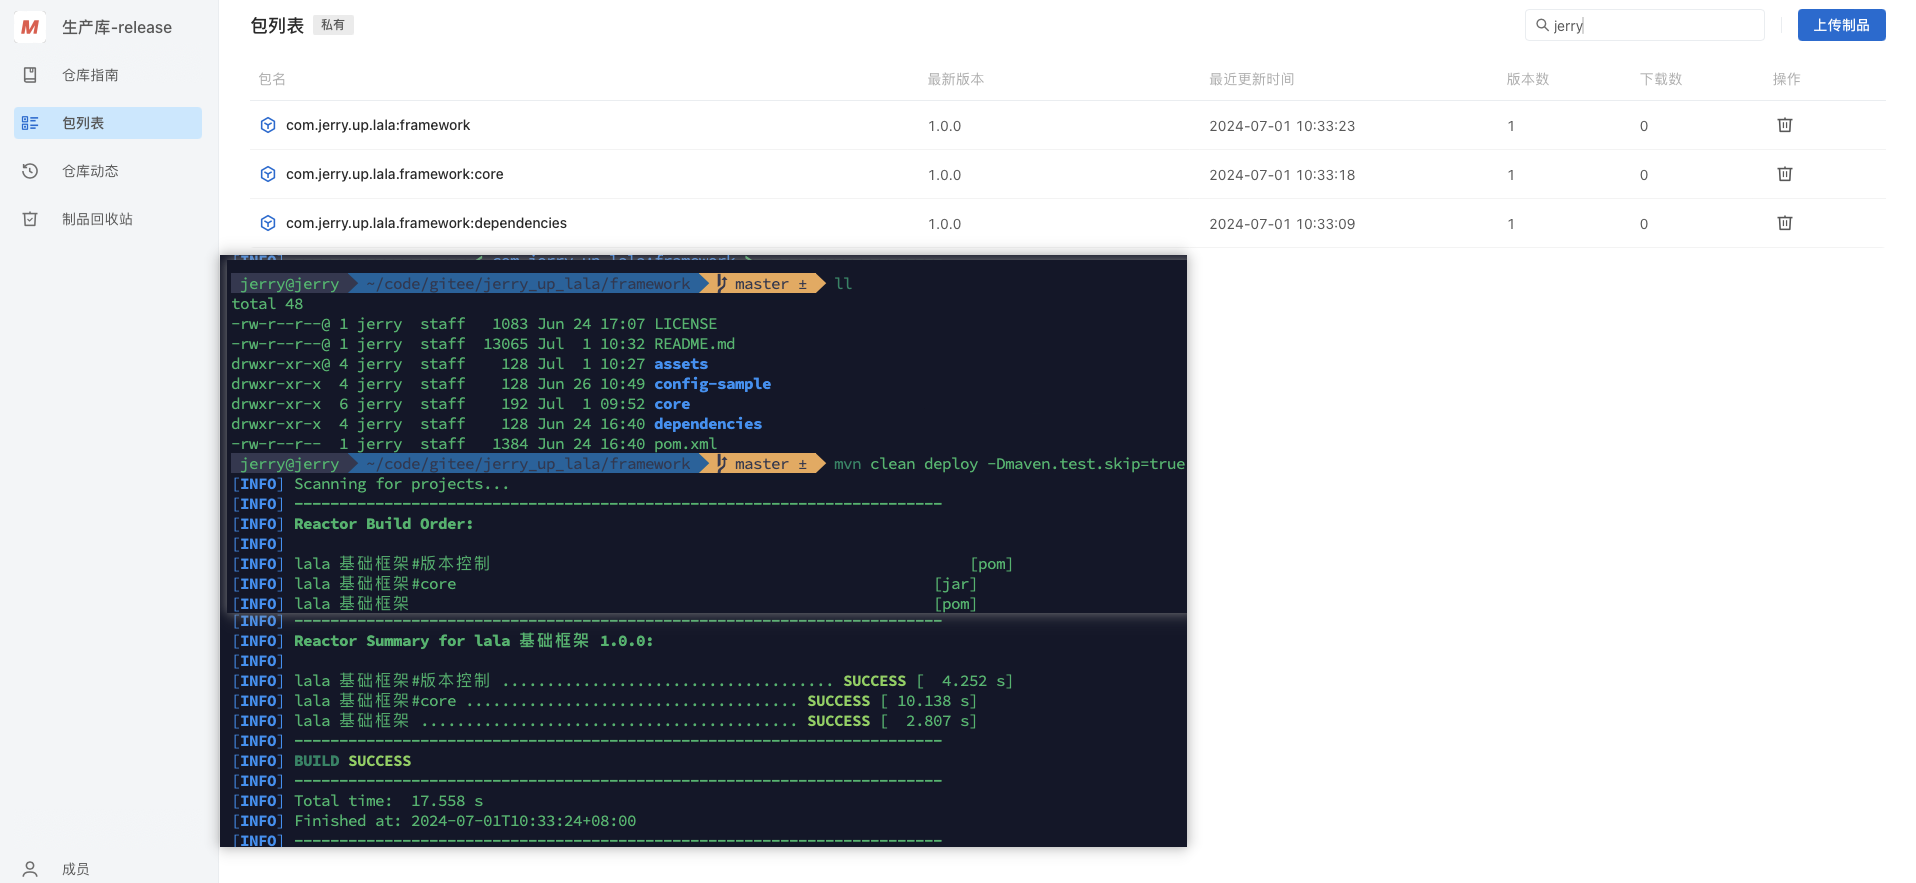 M 生产库-release
仓库指南
包列表
仓库动态
制品回收站
成员
包列表 私有
jerry
上传制品
包名 最新版本 最近更新时间 版本数 下载数 操作
com.jerry.up.lala:framework 1.0.0 2024-07-01 10:33:23 1 0
com.jerry.up.lala.framework:core 1.0.0 2024-07-01 10:33:18 1 0
com.jerry.up.lala.framework:dependencies 1.0.0 2024-07-01 10:33:09 1 0
[INFO] < com.jerry.up.lala:framework >
jerry@jerry ~/code/gitee/jerry_up_lala/framework master ± ll
total 48
-rw-r--r--@ 1 jerry staff 1083 Jun 24 17:07 LICENSE
-rw-r--r--@ 1 jerry staff 13065 Jul 1 10:32 README.md
drwxr-xr-x@ 4 jerry staff 128 Jul 1 10:27 assets
drwxr-xr-x 4 jerry staff 128 Jun 26 10:49 config-sample
drwxr-xr-x 6 jerry staff 192 Jul 1 09:52 core
drwxr-xr-x 4 jerry staff 128 Jun 24 16:40 dependencies
-rw-r--r-- 1 jerry staff 1384 Jun 24 16:40 pom.xml
jerry@jerry ~/code/gitee/jerry_up_lala/framework master ± mvn clean deploy -Dmaven.test.skip=true
[INFO] Scanning for projects...
[INFO] ------------------------------------------------------------------------
[INFO] Reactor Build Order:
[INFO]
[INFO] lala 基础框架#版本控制 [pom]
[INFO] lala 基础框架#core [jar]
[INFO] lala 基础框架 [pom]
[INFO] ------------------------------------------------------------------------
[INFO] Reactor Summary for lala 基础框架 1.0.0:
[INFO]
[INFO] lala 基础框架#版本控制 ..................................... SUCCESS [ 4.252 s]
[INFO] lala 基础框架#core ..................................... SUCCESS [ 10.138 s]
[INFO] lala 基础框架 .......................................... SUCCESS [ 2.807 s]
[INFO] ------------------------------------------------------------------------
[INFO] BUILD SUCCESS
[INFO] ------------------------------------------------------------------------
[INFO] Total time: 17.558 s
[INFO] Finished at: 2024-07-01T10:33:24+08:00
[INFO] ------------------------------------------------------------------------